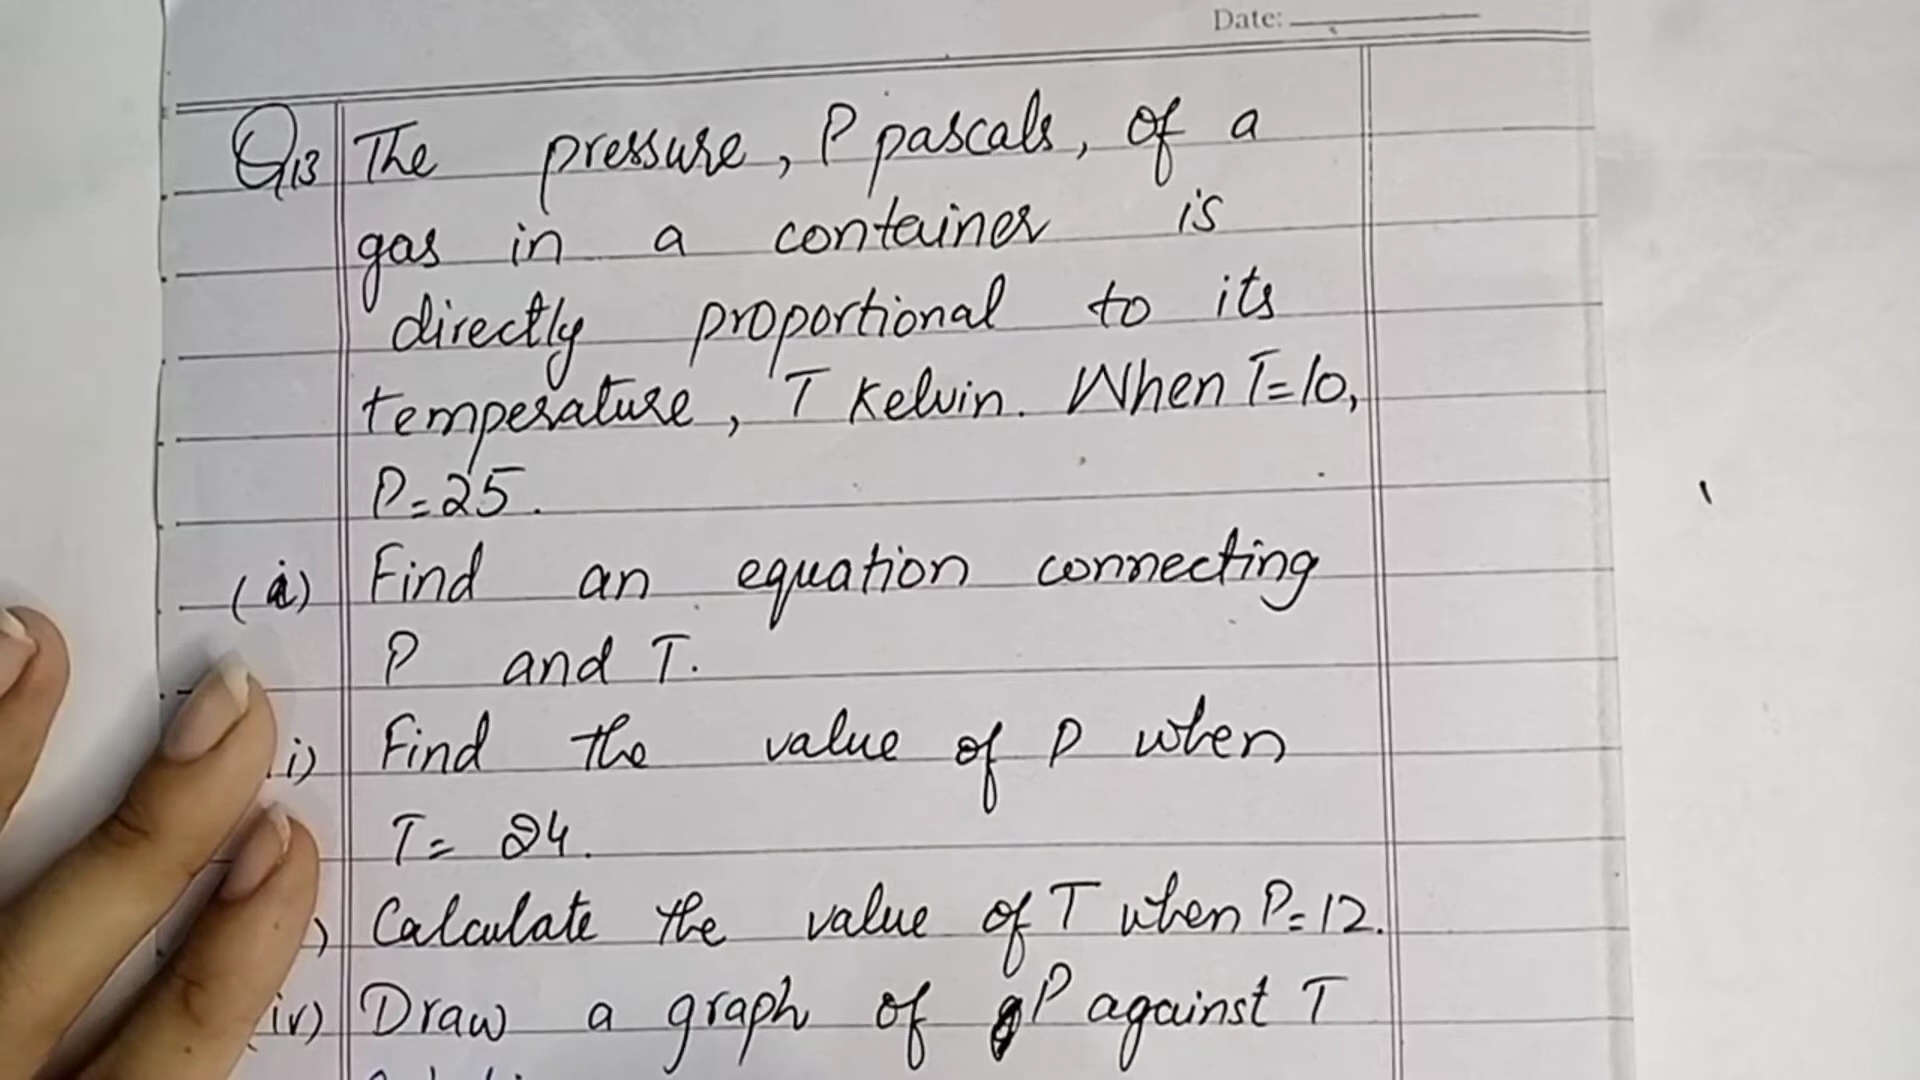 Date:
Q13 The pressure, P pascals, of a
gas in a container is
directly proportional to its
temperature, T Kelvin. When T=10,
P=25.
(i) Find an equation connecting
P and T.
i) Find the value of P when
T= 24.
) Calculate the value of T when P=12.
(iv) Draw a graph of P against T